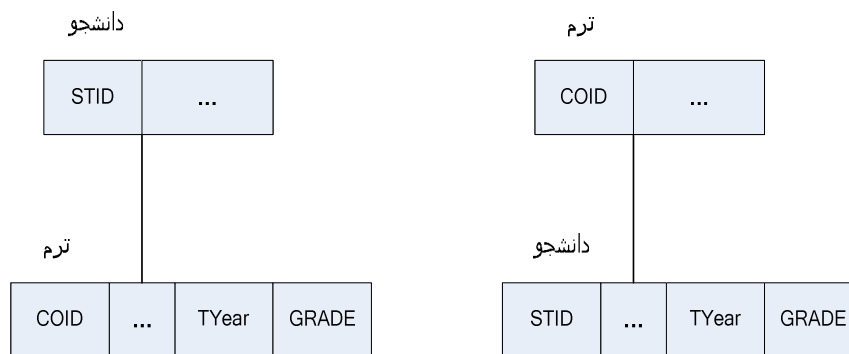 دانشجو
STID ...
ترم
COID ... TYear GRADE
ترم
COID ...
دانشجو
STID ... TYear GRADE